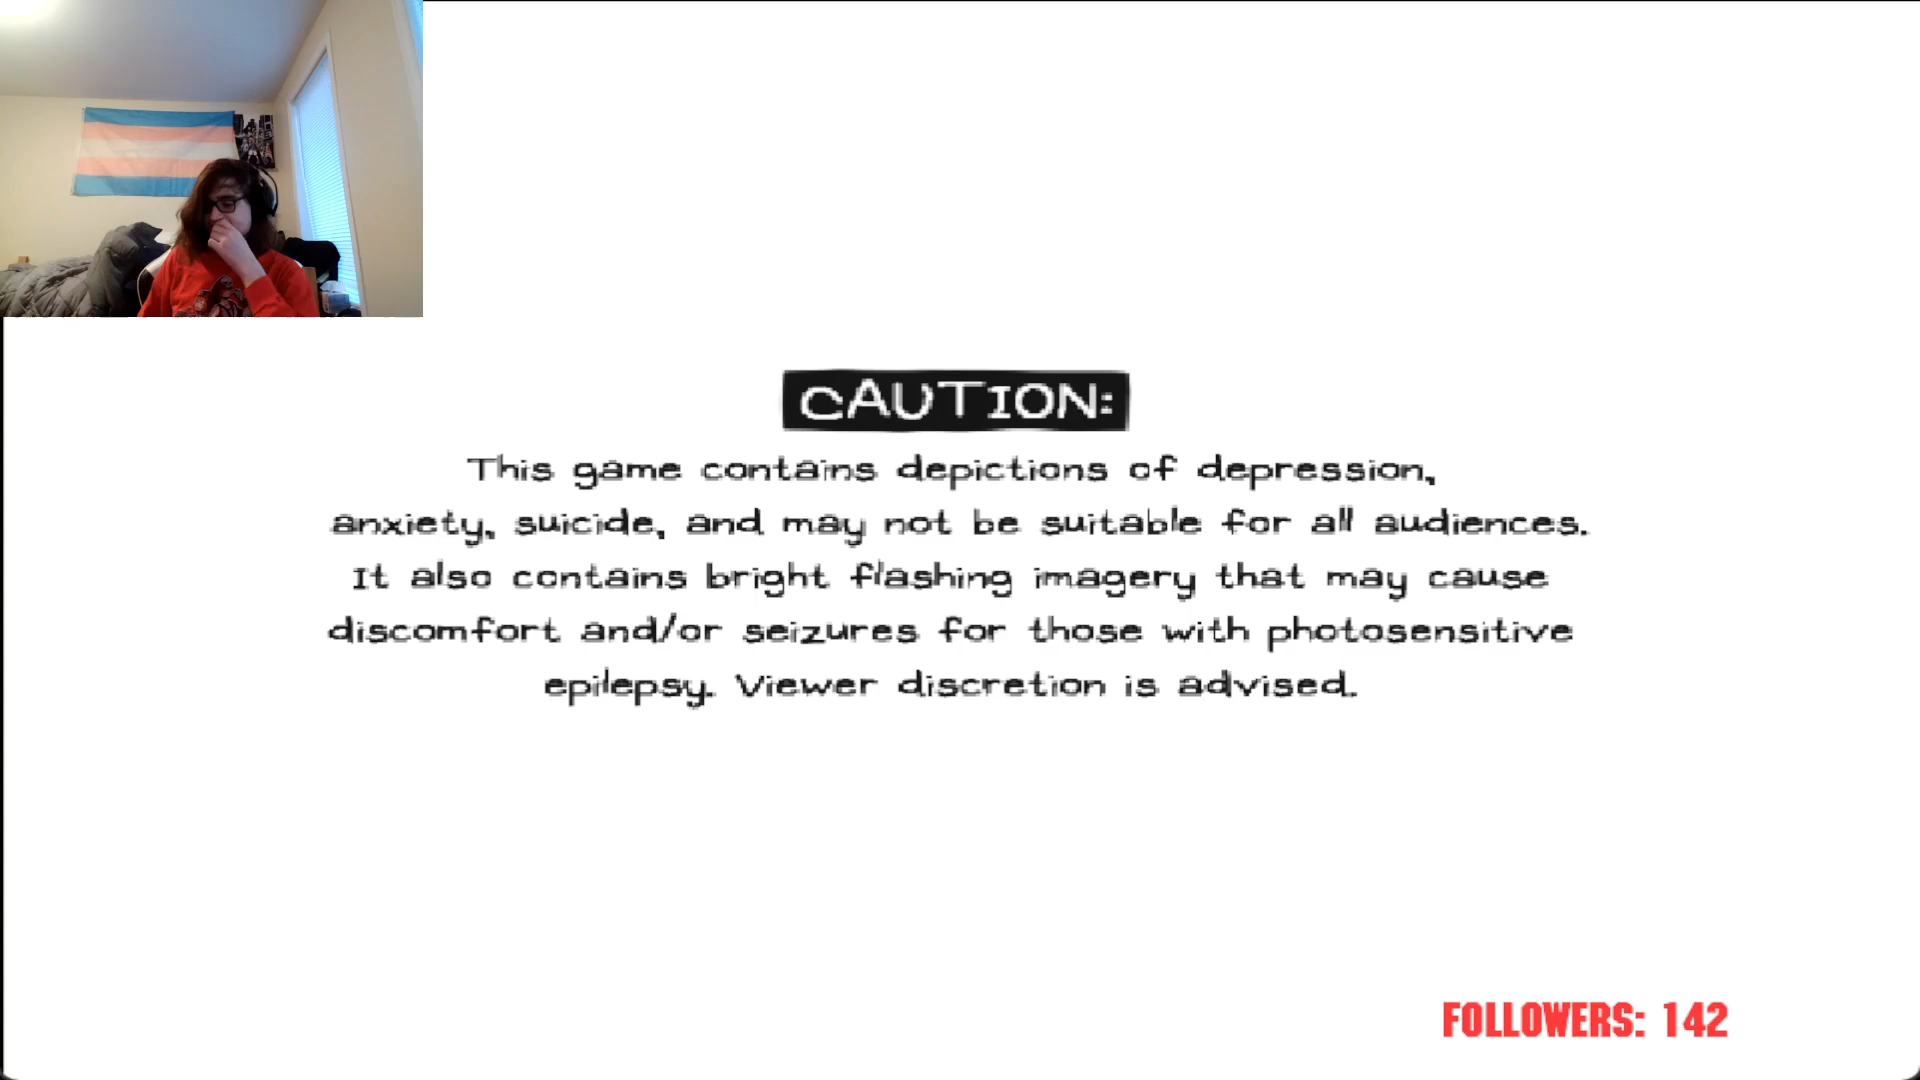 CAUTION:
This game contains depictions of depression,
anxiety, suicide, and may not be suitable for all audiences.
It also contains bright flashing imagery that may cause
discomfort and/or seizures for those with photosensitive
epilepsy. Viewer discretion is advised.
FOLLOWERS: 142